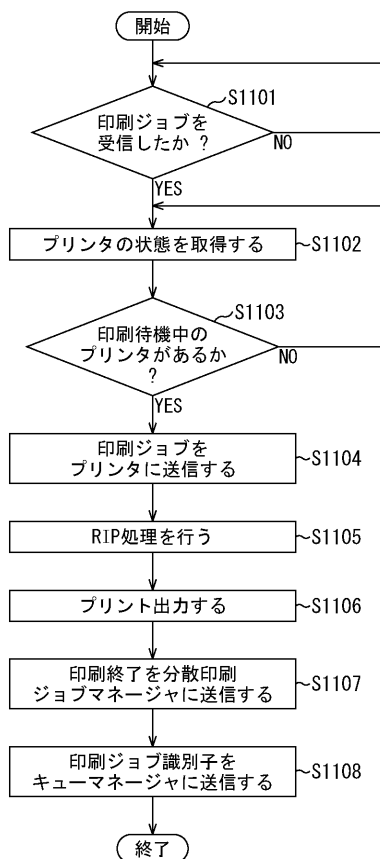 開始
S1101
印刷ジョブを
受信したか ?
NO
YES
プリンタの状態を取得する
S1102
S1103
印刷待機中の
プリンタがあるか
?
NO
YES
印刷ジョブを
プリンタに送信する
S1104
RIP処理を行う
S1105
プリント出力する
S1106
印刷終了を分散印刷
ジョブマネージャに送信する
S1107
印刷ジョブ識別子を
キューマネージャに送信する
S1108
終了